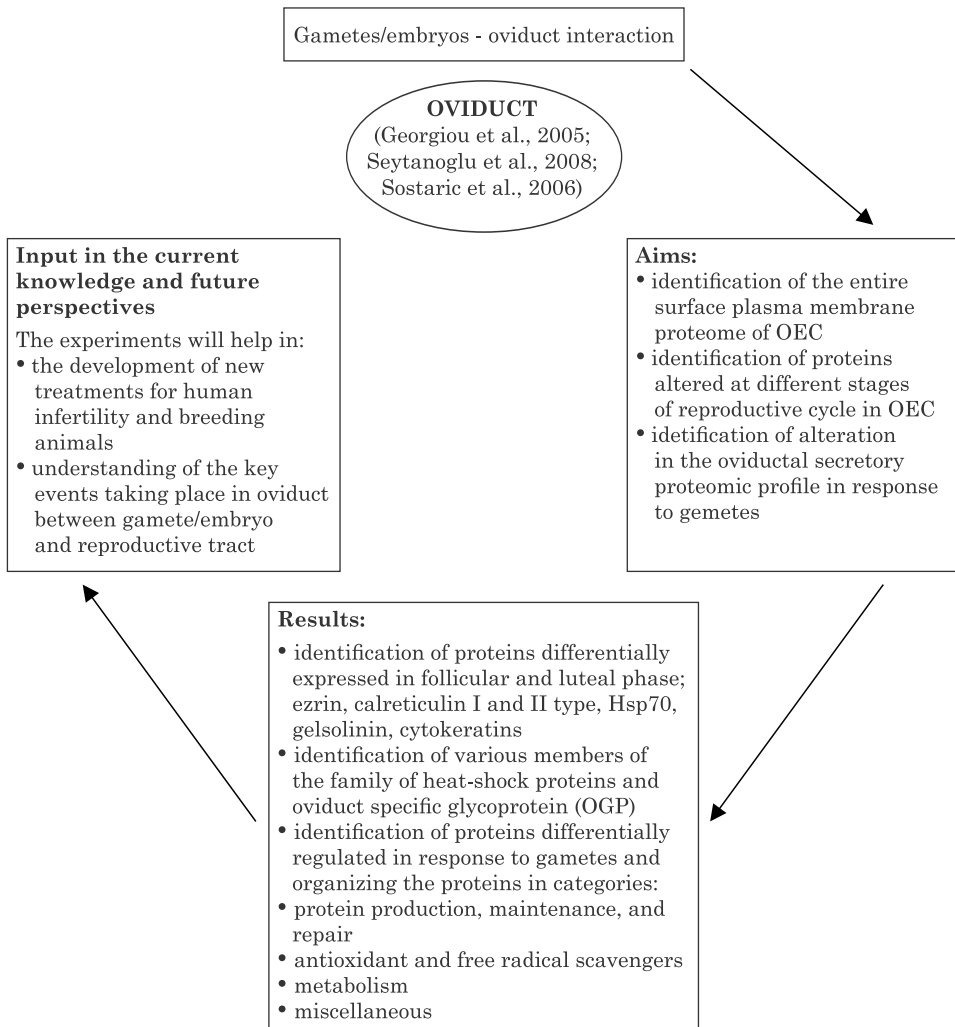 Gametes/embryos - oviduct interaction
OVIDUCT
(Georgiou et al., 2005;
Seytanoglu et al., 2008;
Sostaric et al., 2006)
Input in the current
knowledge and future
perspectives
The experiments will help in:
• the development of new
treatments for human
infertility and breeding
animals
• understanding of the key
events taking place in oviduct
between gamete/embryo
and reproductive tract
Aims:
• identification of the entire
surface plasma membrane
proteome of OEC
• identification of proteins
altered at different stages
of reproductive cycle in OEC
• idetification of alteration
in the oviductal secretory
proteomic profile in response
to gemetes
Results:
• identification of proteins differentially
expressed in follicular and luteal phase;
ezrin, calreticulin I and II type, Hsp70,
gelsolinin, cytokeratins
• identification of various members of
the family of heat-shock proteins and
oviduct specific glycoprotein (OGP)
• identification of proteins differentially
regulated in response to gametes and
organizing the proteins in categories:
• protein production, maintenance, and
repair
• antioxidant and free radical scavengers
• metabolism
• miscellaneous